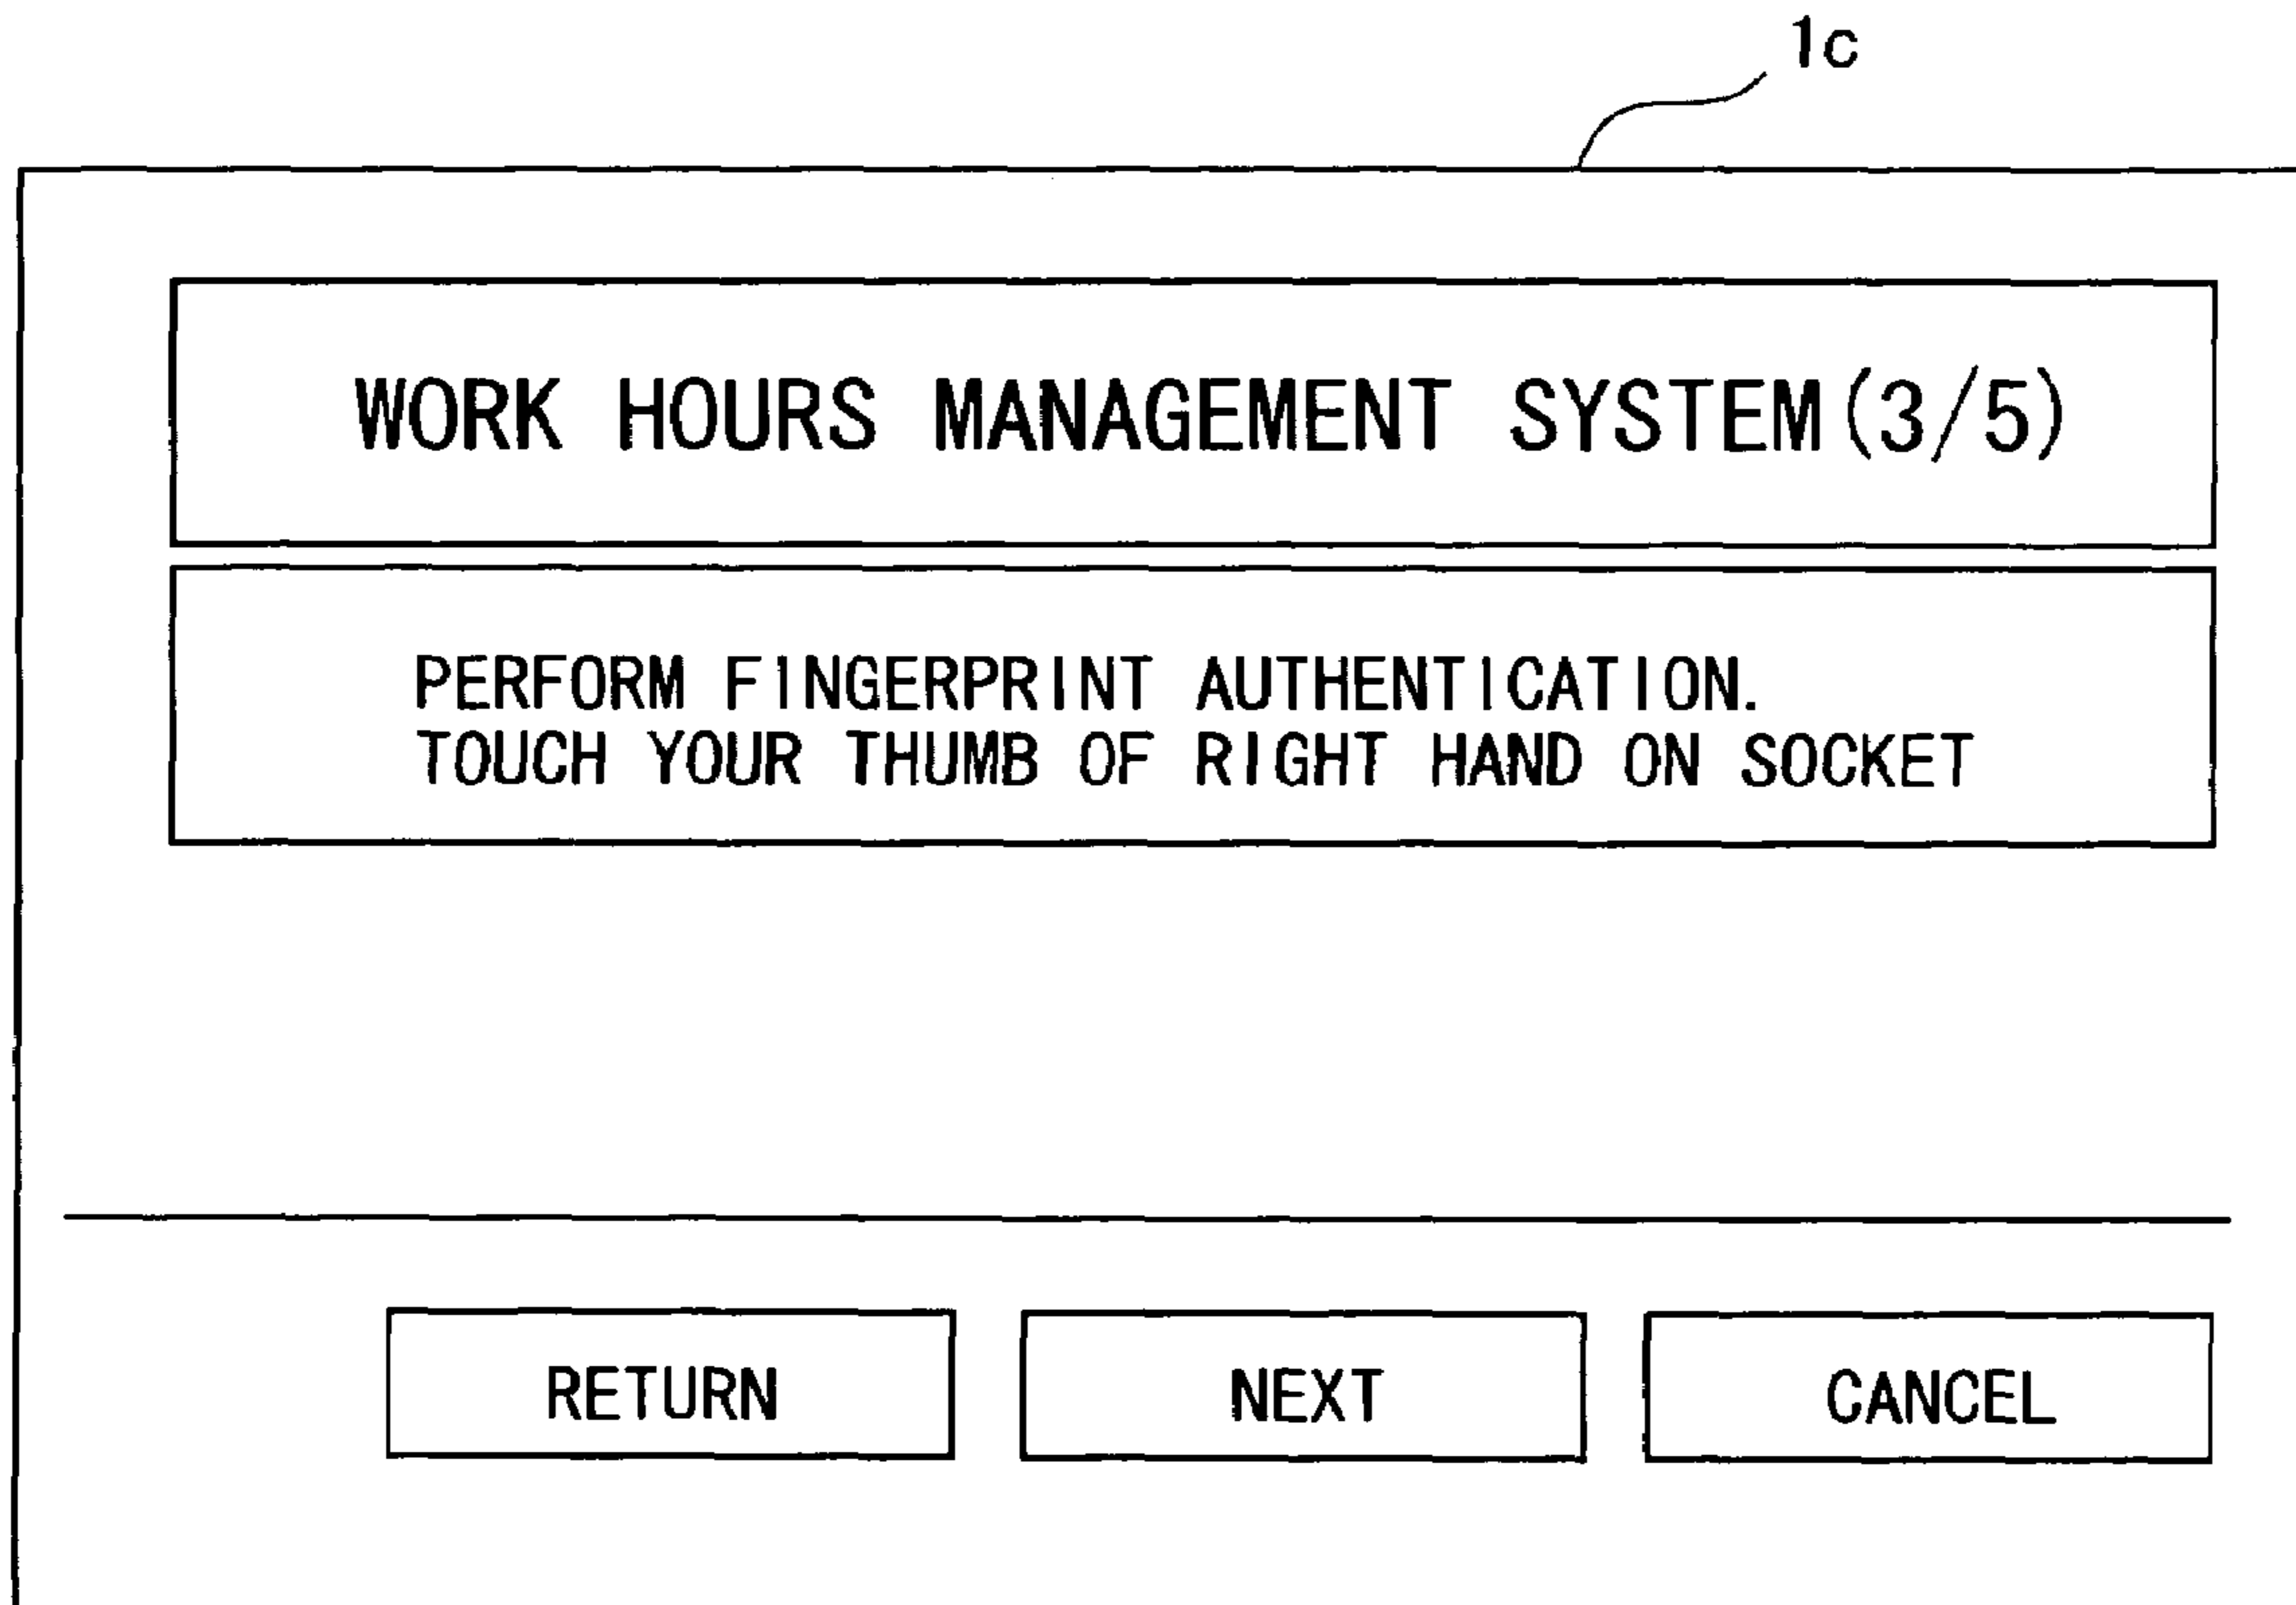 1c
WORK HOURS MANAGEMENT SYSTEM(3/5)
PERFORM FINGERPRINT AUTHENTICATION.
TOUCH YOUR THUMB OF RIGHT HAND ON SOCKET
RETURN
NEXT
CANCEL